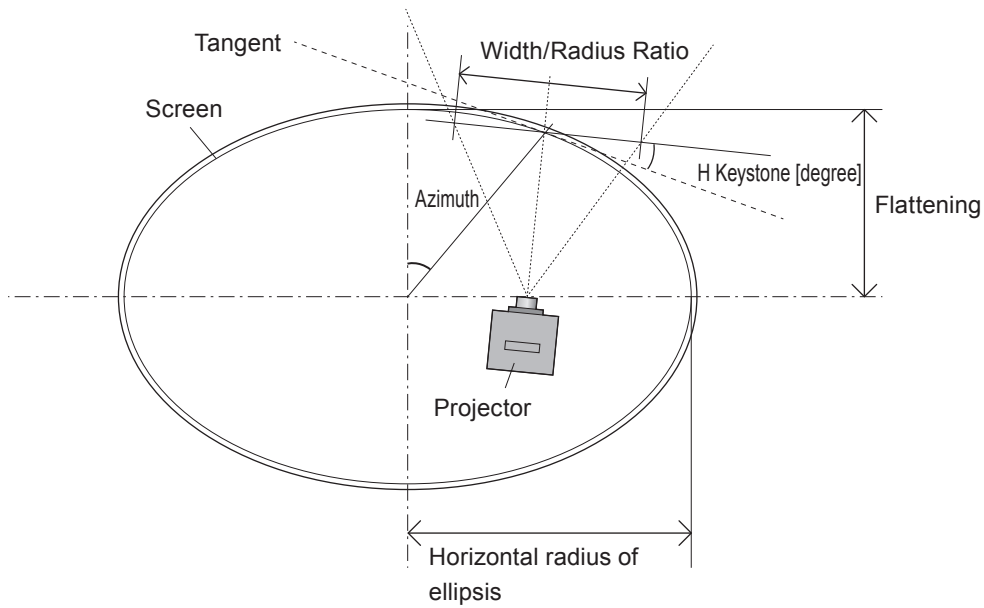 Tangent
Width/Radius Ratio
Screen
H Keystone [degree]
Azimuth
Flattening
Projector
Horizontal radius of
ellipsis